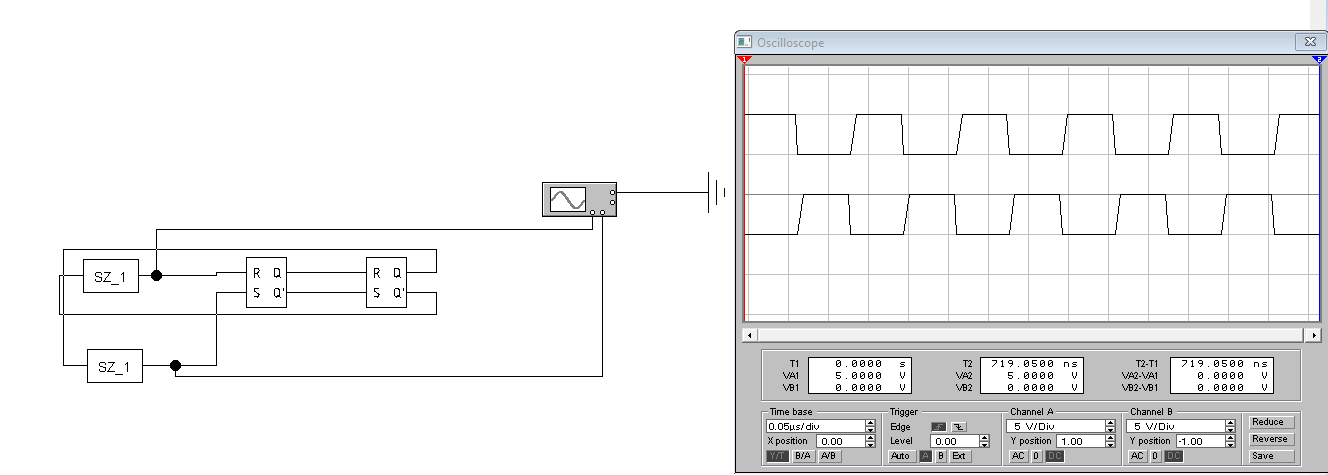 Oscilloscope
1
2
SZ_1
R Q
S Q'
R Q
S Q'
SZ_1
T1 0.0000 s
VA1 5.0000 V
VB1 0.0000 V
T2 719.0500 ns
VA2 5.0000 V
VB2 0.0000 V
T2-T1 719.0500 ns
VA2-VA1 0.0000 V
VB2-VB1 0.0000 V
Time base
0.05µs/div
X position 0.00
Y/T B/A A/B
Trigger
Edge
Level 0.00
Auto A B Ext
Channel A
5 V/Div
Y position 1.00
AC 0 DC
Channel B
5 V/Div
Y position -1.00
AC 0 DC
Reduce
Reverse
Save